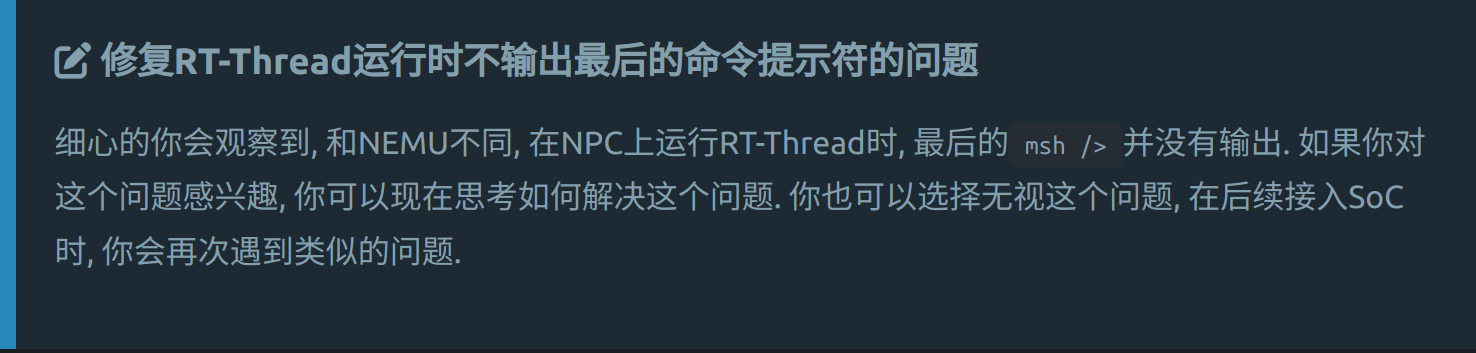 修复RT-Thread运行时不输出最后的命令提示符的问题
细心的你会观察到, 和NEMU不同, 在NPC上运行RT-Thread时, 最后的 msh /> 并没有输出. 如果你对
这个问题感兴趣, 你可以现在思考如何解决这个问题. 你也可以选择无视这个问题, 在后续接入SoC
时, 你会再次遇到类似的问题.